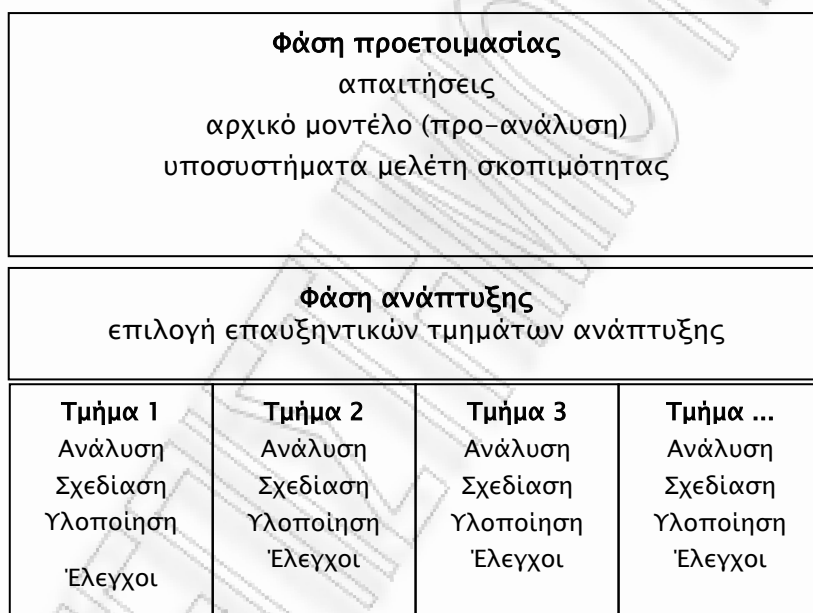 Φάση προετοιμασίας
απαιτήσεις
αρχικό μοντέλο (προ-ανάλυση)
υποσυστήματα μελέτη σκοπιμότητας
Φάση ανάπτυξης
επιλογή επαυξητικών τμημάτων ανάπτυξης
Τμήμα 1
Ανάλυση
Σχεδίαση
Υλοποίηση
Έλεγχοι
Τμήμα 2
Ανάλυση
Σχεδίαση
Υλοποίηση
Έλεγχοι
Τμήμα 3
Ανάλυση
Σχεδίαση
Υλοποίηση
Έλεγχοι
Τμήμα ...
Ανάλυση
Σχεδίαση
Υλοποίηση
Έλεγχοι